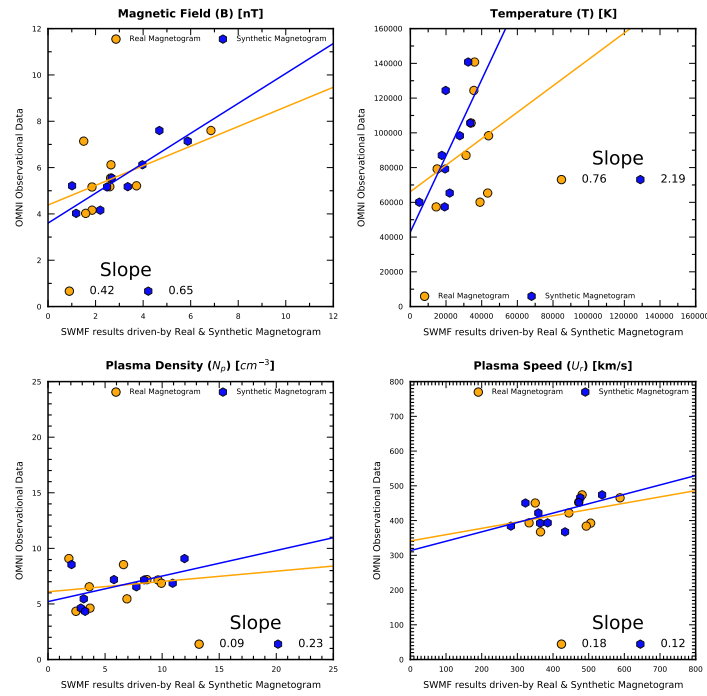 Magnetic Field (B) [nT]
Real Magnetogram
Synthetic Magnetogram
12
10
8
6
4
2
0
OMNI Observational Data
Slope
0.42
0.65
0
2
4
6
8
10
12
SWMF results driven-by Real & Synthetic Magnetogram
Temperature (T) [K]
160000
140000
120000
100000
80000
60000
40000
20000
0
OMNI Observational Data
Slope
0.76
2.19
Real Magnetogram
Synthetic Magnetogram
0
20000
40000
60000
80000
100000
120000
140000
160000
SWMF results driven-by Real & Synthetic Magnetogram
Plasma Density (N_p) [cm^{-3}]
Real Magnetogram
Synthetic Magnetogram
25
20
15
10
5
0
OMNI Observational Data
Slope
0.09
0.23
0
5
10
15
20
25
SWMF results driven-by Real & Synthetic Magnetogram
Plasma Speed (U_r) [km/s]
Real Magnetogram
Synthetic Magnetogram
800
700
600
500
400
300
200
100
0
OMNI Observational Data
Slope
0.18
0.12
0
100
200
300
400
500
600
700
800
SWMF results driven-by Real & Synthetic Magnetogram